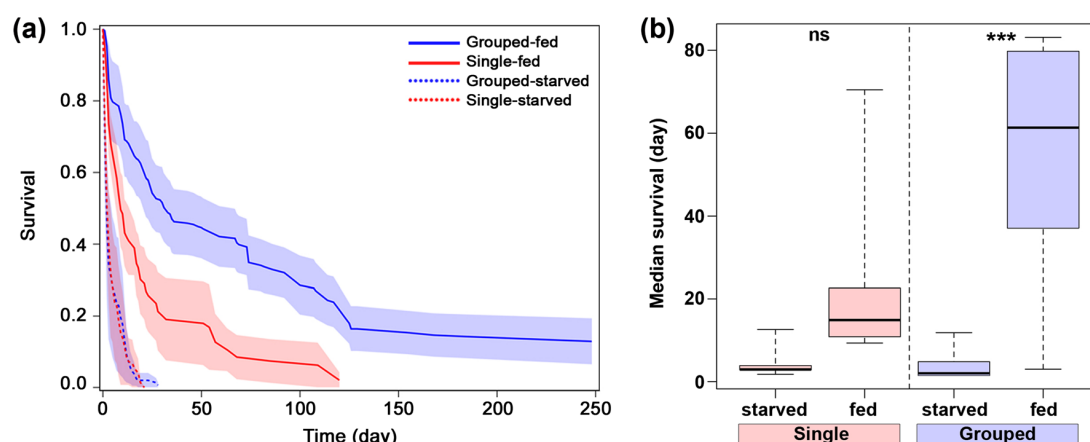 (a)
1.0
0.8
0.6
0.4
0.2
0.0
Survival
Grouped-fed
Single-fed
Grouped-starved
Single-starved
0 50 100 150 200 250
Time (day)
(b)
ns
***
80
60
40
20
0
Median survival (day)
starved fed starved fed
Single Grouped